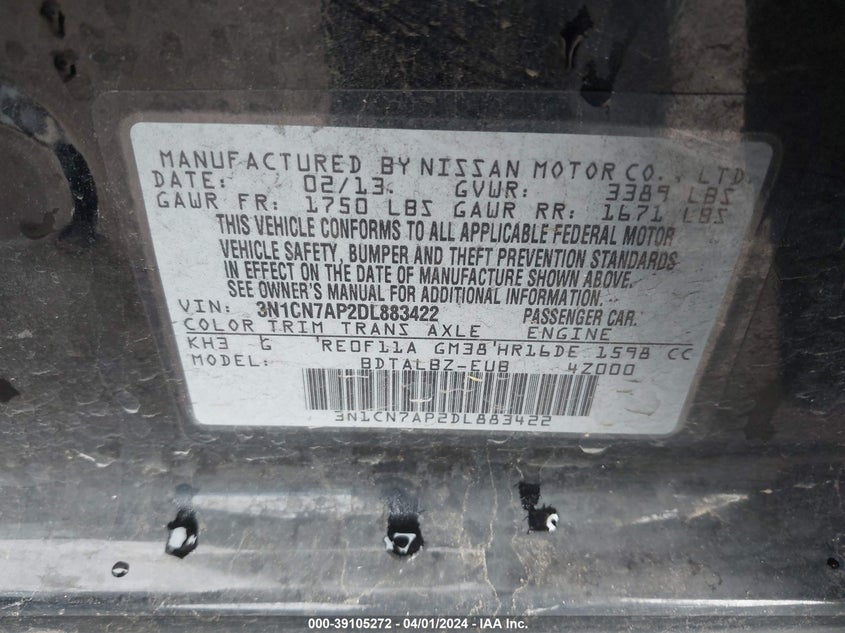 MANUFACTURED BY NISSAN MOTOR CO., LTD.
DATE: 02/13. GVWR: 3389 LBS
GAWR FR: 1750 LBS GAWR RR: 1671 LBS
THIS VEHICLE CONFORMS TO ALL APPLICABLE FEDERAL MOTOR
VEHICLE SAFETY, BUMPER AND THEFT PREVENTION STANDARDS
IN EFFECT ON THE DATE OF MANUFACTURE SHOWN ABOVE.
SEE OWNER'S MANUAL FOR ADDITIONAL INFORMATION.
VIN: 3N1CN7AP2DL883422 PASSENGER CAR.
COLOR TRIM TRANS AXLE ENGINE
KH3 G RE0F11A GM38 HR16DE 1598 CC
MODEL: BDTALBZ-EUB 4Z000
3N1CN7AP2DL883422
000-39105272 - 04/01/2024 - IAA Inc.